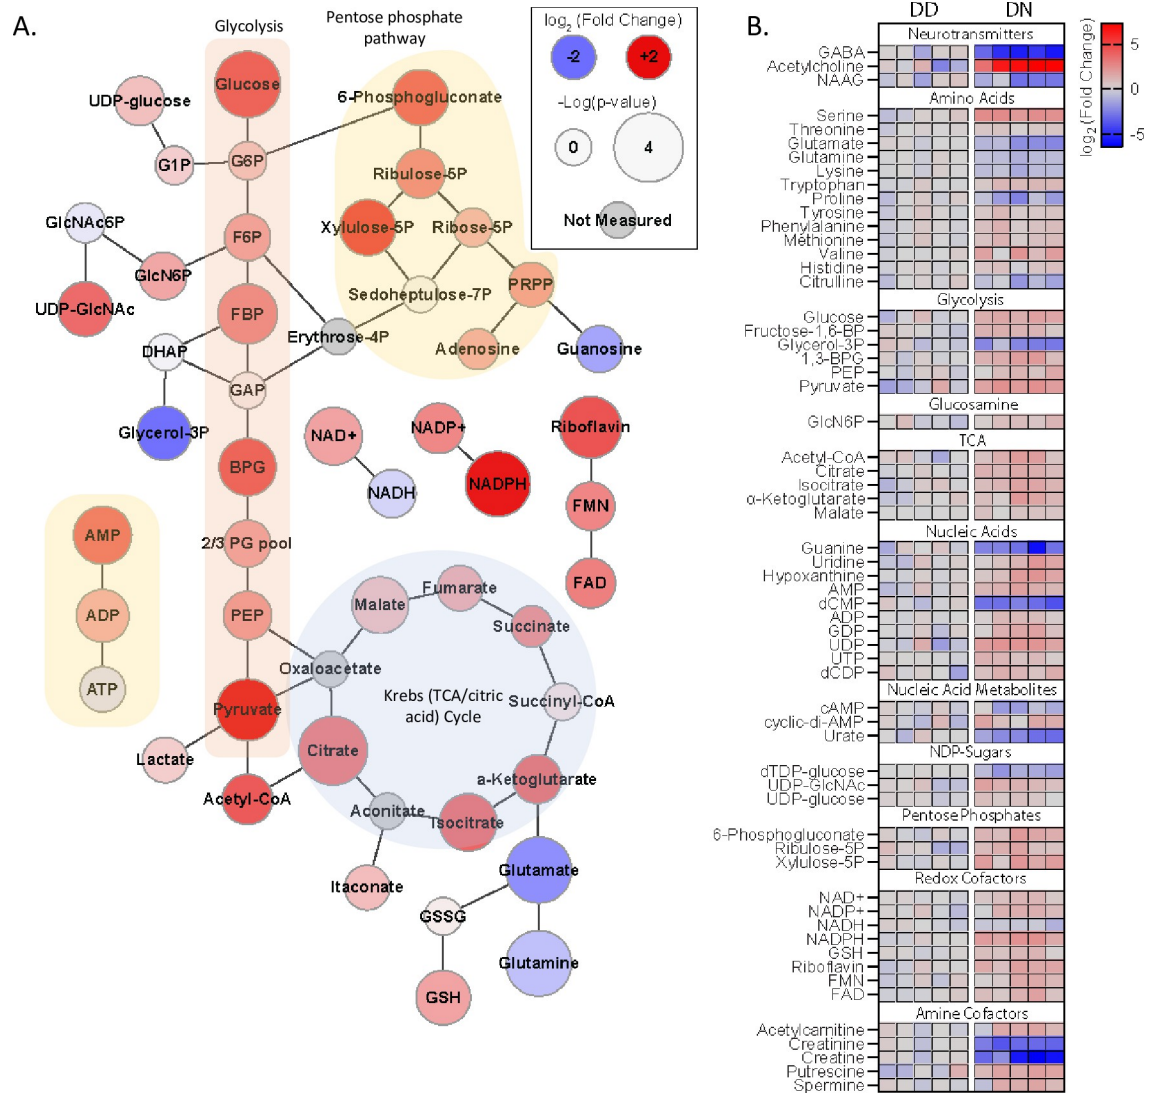 A.
Glycolysis
Pentose phosphate
pathway
log2 (Fold Change)
-2
+2
-Log(p-value)
0
4
Not Measured
Glucose
6-Phosphogluconate
UDP-glucose
G1P
G6P
Ribulose-5P
GlcNAc6P
F6P
Xylulose-5P
Ribose-5P
GlcN6P
UDP-GlcNAc
FBP
Sedoheptulose-7P
PRPP
Erythrose-4P
DHAP
Adenosine
Guanosine
GAP
Glycerol-3P
NAD+
NADP+
Riboflavin
BPG
NADH
NADPH
FMN
AMP
2/3 PG pool
FAD
ADP
PEP
Malate
Fumarate
Succinate
Oxaloacetate
ATP
Krebs (TCA/citric
acid) Cycle
Succinyl-CoA
Pyruvate
Lactate
Citrate
a-Ketoglutarate
Acetyl-CoA
Aconitate
Isocitrate
Itaconate
Glutamate
GSSG
Glutamine
GSH
B.
DD
DN
log2 (Fold Change)
5
0
-5
Neurotransmitters
GABA
Acetylcholine
NAAG
Amino Acids
Serine
Threonine
Glutamate
Glutamine
Lysine
Tryptophan
Proline
Tyrosine
Phenylalanine
Methionine
Valine
Histidine
Citrulline
Glycolysis
Glucose
Fructose-1,6-BP
Glycerol-3P
1,3-BPG
PEP
Pyruvate
Glucosamine
GlcN6P
TCA
Acetyl-CoA
Citrate
Isocitrate
α-Ketoglutarate
Malate
Nucleic Acids
Guanine
Uridine
Hypoxanthine
AMP
dCMP
ADP
GDP
UDP
UTP
dCDP
Nucleic Acid Metabolites
cAMP
cyclic-di-AMP
Urate
NDP-Sugars
dTDP-glucose
UDP-GlcNAc
UDP-glucose
Pentose Phosphates
6-Phosphogluconate
Ribulose-5P
Xylulose-5P
Redox Cofactors
NAD+
NADP+
NADH
NADPH
GSH
Riboflavin
FMN
FAD
Amine Cofactors
Acetylcarnitine
Creatinine
Creatine
Putrescine
Spermine